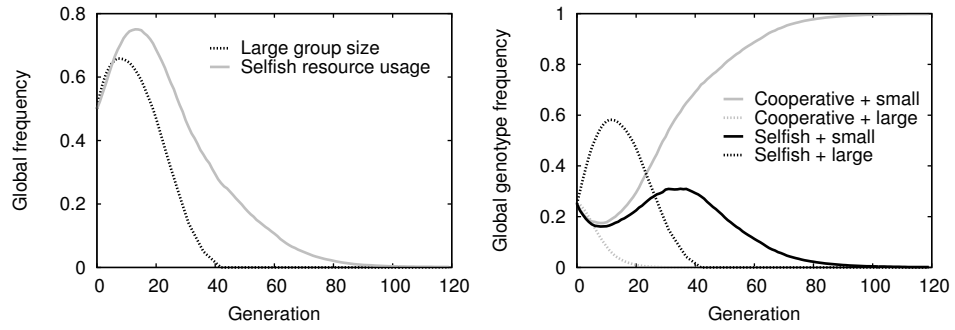 0.8
0.6
0.4
0.2
0
Global frequency
Large group size
Selfish resource usage
0 20 40 60 80 100 120
Generation
1
0.8
0.6
0.4
0.2
0
Global genotype frequency
Cooperative + small
Cooperative + large
Selfish + small
Selfish + large
0 20 40 60 80 100 120
Generation